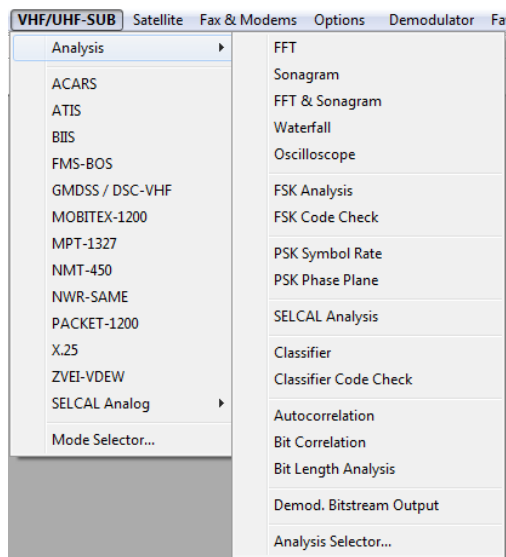 VHF/UHF-SUB Satellite Fax & Modems Options Demodulator Fa
Analysis
ACARS
ATIS
BIIS
FMS-BOS
GMDSS / DSC-VHF
MOBITEX-1200
MPT-1327
NMT-450
NWR-SAME
PACKET-1200
X.25
ZVEI-VDEW
SELCAL Analog
Mode Selector...
FFT
Sonagram
FFT & Sonagram
Waterfall
Oscilloscope
FSK Analysis
FSK Code Check
PSK Symbol Rate
PSK Phase Plane
SELCAL Analysis
Classifier
Classifier Code Check
Autocorrelation
Bit Correlation
Bit Length Analysis
Demod. Bitstream Output
Analysis Selector...